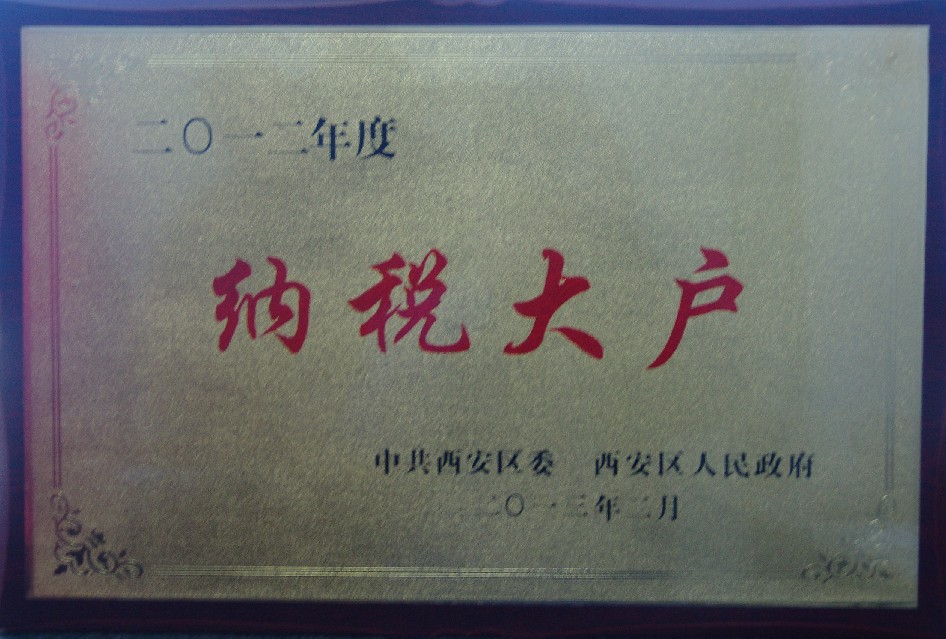 二〇一二年度
纳税大户
中共西安区委 西安区人民政府
二〇一三年二月